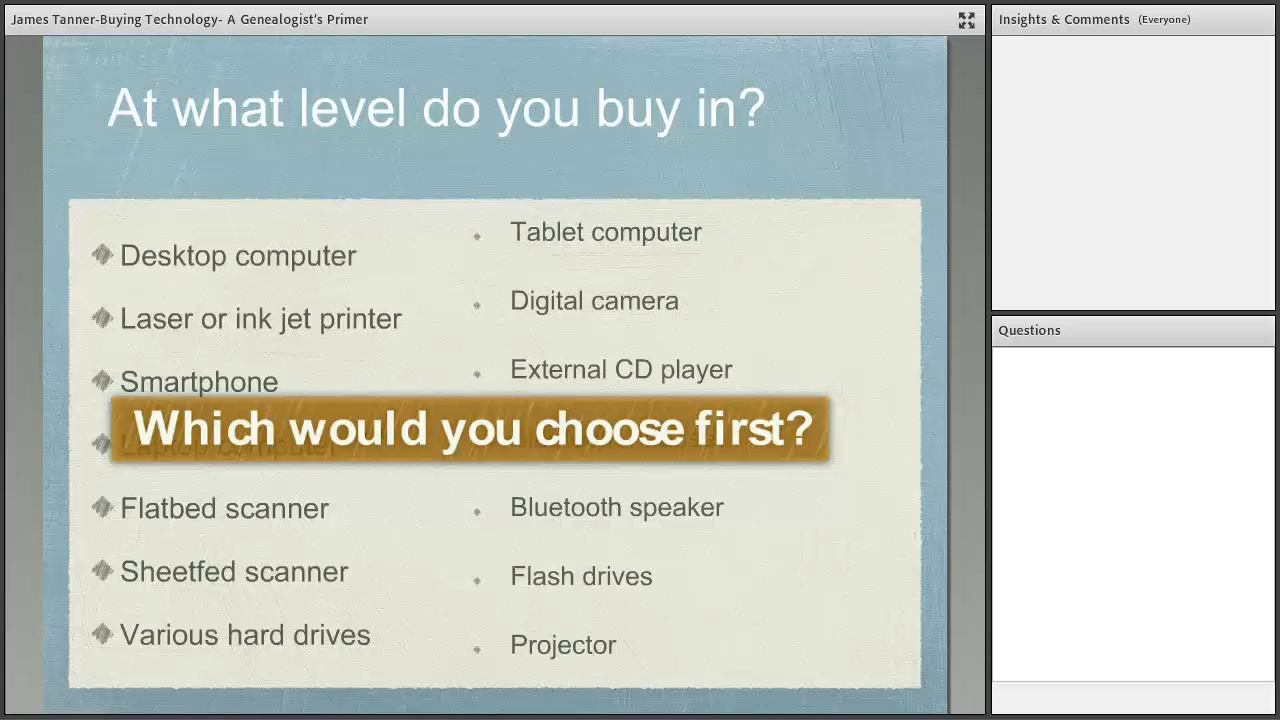 James Tanner-Buying Technology- A Genealogist's Primer
Insights & Comments (Everyone)
At what level do you buy in?
Desktop computer
Laser or ink jet printer
Smartphone
Laptop computer
Flatbed scanner
Sheetfed scanner
Various hard drives
Tablet computer
Digital camera
External CD player
Bluetooth speaker
Flash drives
Projector
Which would you choose first?
Questions